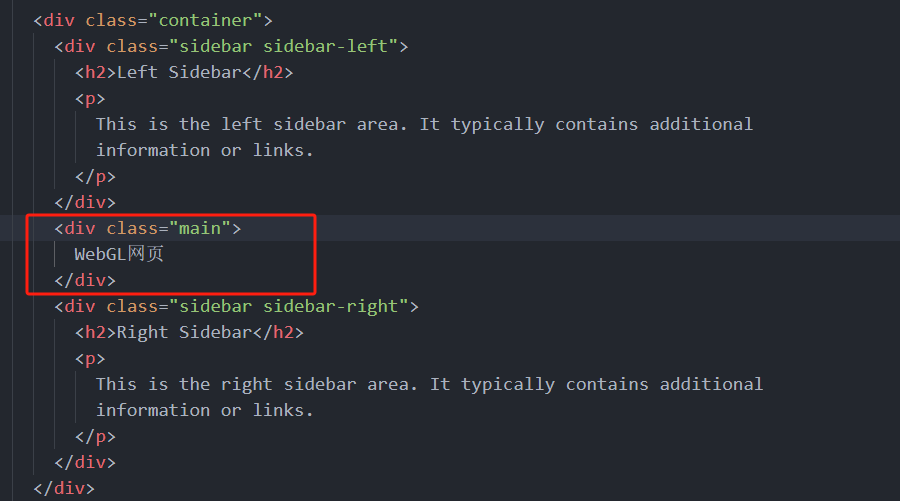 <div class="container">
<div class="sidebar sidebar-left">
<h2>Left Sidebar</h2>
<p>
This is the left sidebar area. It typically contains additional
information or links.
</p>
</div>
<div class="main">
WebGL网页
</div>
<div class="sidebar sidebar-right">
<h2>Right Sidebar</h2>
<p>
This is the right sidebar area. It typically contains additional
information or links.
</p>
</div>
</div>